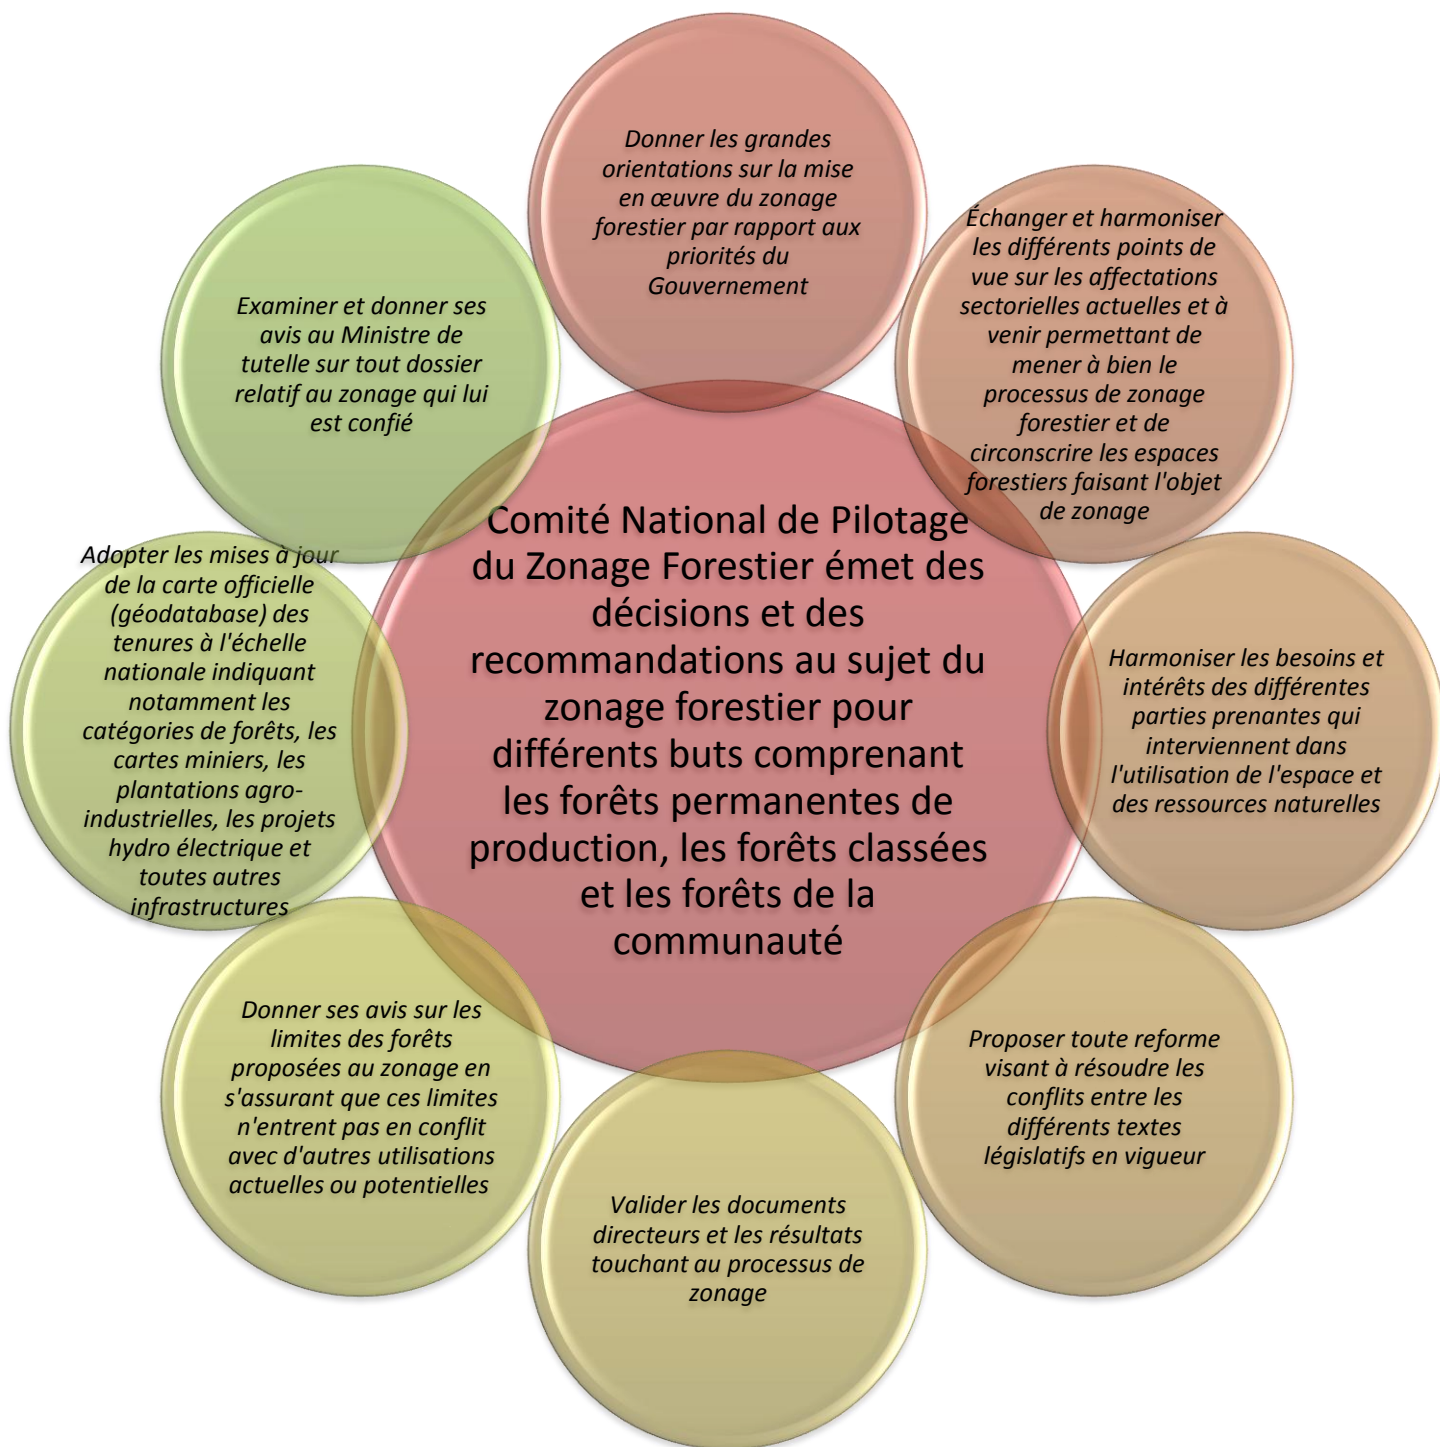 Donner les grandes
orientations sur la mise
en œuvre du zonage
forestier par rapport aux
priorités du
Gouvernement
Échanger et harmoniser
les différents points de
vue sur les affectations
sectorielles actuelles et à
venir permettant de
mener à bien le
processus de zonage
forestier et de
circonscrire les espaces
forestiers faisant l'objet
de zonage
Harmoniser les besoins et
intérêts des différentes
parties prenantes qui
interviennent dans
l'utilisation de l'espace et
des ressources naturelles
Proposer toute reforme
visant à résoudre les
conflits entre les
différents textes
législatifs en vigueur
Valider les documents
directeurs et les résultats
touchant au processus de
zonage
Donner ses avis sur les
limites des forêts
proposées au zonage en
s'assurant que ces limites
n'entrent pas en conflit
avec d'autres utilisations
actuelles ou potentielles
Adopter les mises à jour
de la carte officielle
(géodatabase) des
tenures à l'échelle
nationale indiquant
notamment les
catégories de forêts, les
cartes miniers, les
plantations agro-
industrielles, les projets
hydro électrique et
toutes autres
infrastructures
Examiner et donner ses
avis au Ministre de
tutelle sur tout dossier
relatif au zonage qui lui
est confié
Comité National de Pilotage
du Zonage Forestier émet des
décisions et des
recommandations au sujet du
zonage forestier pour
différents buts comprenant
les forêts permanentes de
production, les forêts classées
et les forêts de la
communauté